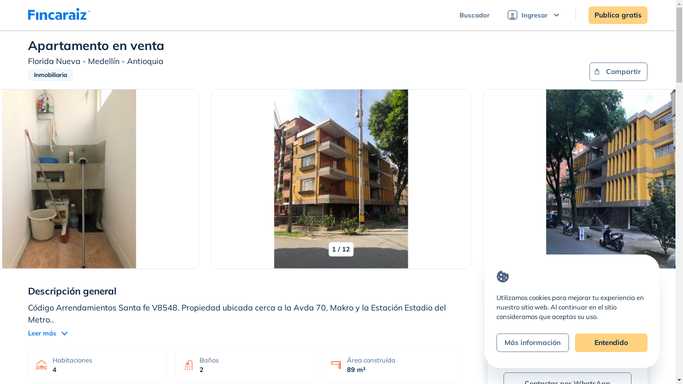 Fincaraiz
Buscador
Ingresar
Publica gratis
Apartamento en venta
Florida Nueva - Medellín - Antioquia
Inmobiliaria
Compartir
1 / 12
Descripción general
Código Arrendamientos Santa fe V8548. Propiedad ubicada cerca a la Avda 70, Makro y la Estación Estadio del
Metro..
Leer más
Habitaciones
4
Baños
2
Área construída
89 m²
Utilizamos cookies para mejorar tu experiencia en
nuestro sitio web. Al continuar en el sitio
consideramos que aceptas su uso.
Más información
Entendido
Contactar por WhatsApp